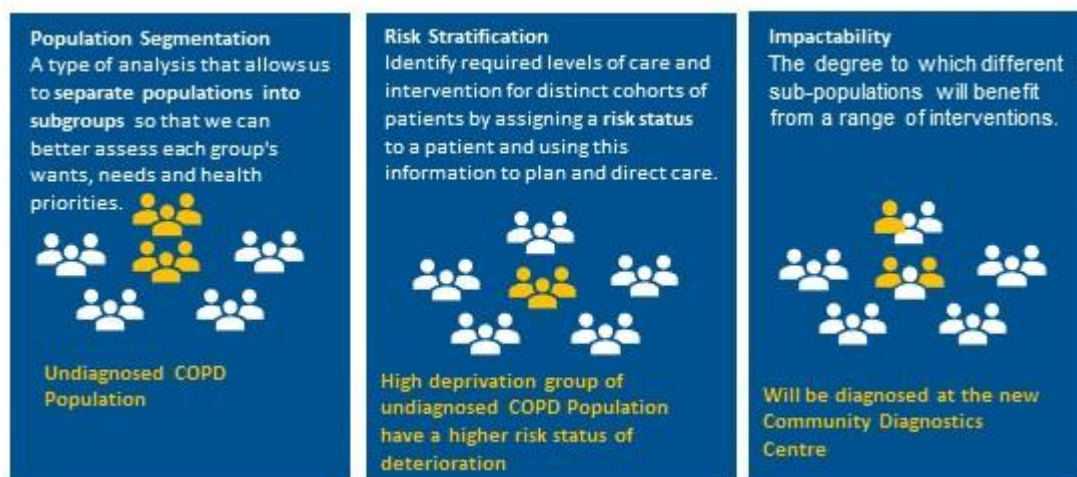 Population Segmentation
A type of analysis that allows us
to separate populations into
subgroups so that we can
better assess each group's
wants, needs and health
priorities.
Undiagnosed COPD
Population
Risk Stratification
Identify required levels of care and
intervention for distinct cohorts of
patients by assigning a risk status
to a patient and using this
information to plan and direct care.
High deprivation group of
undiagnosed COPD Population
have a higher risk status of
deterioration
Impactability
The degree to which different
sub-populations will benefit
from a range of interventions.
Will be diagnosed at the new
Community Diagnostics
Centre